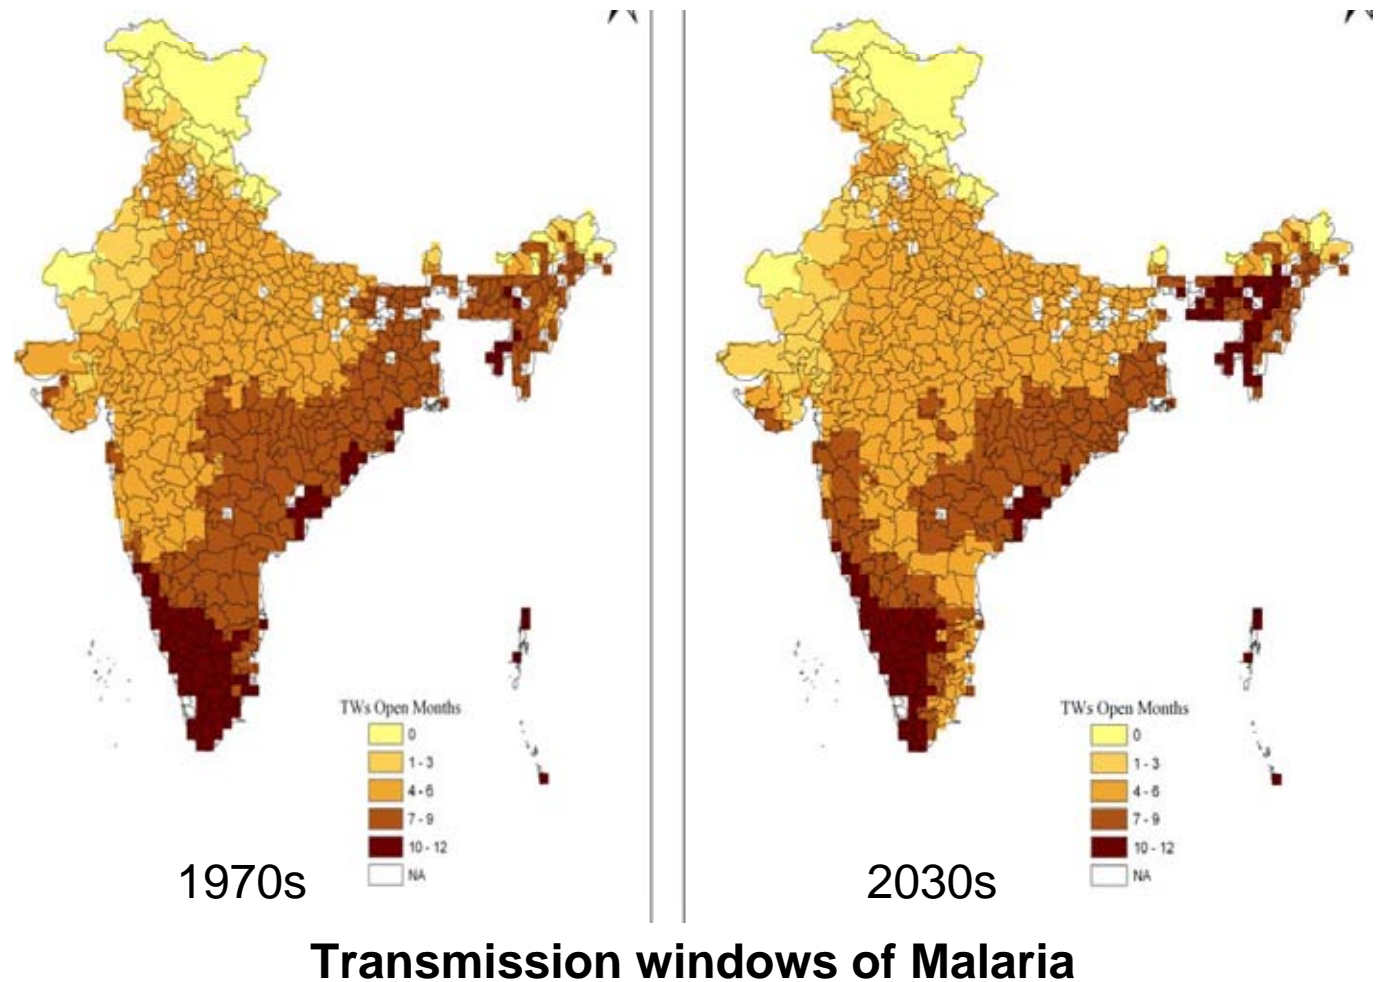 TWs Open Months
0
1 - 3
4 - 6
7 - 9
10 - 12
NA
1970s
TWs Open Months
0
1 - 3
4 - 6
7 - 9
10 - 12
NA
2030s
Transmission windows of Malaria